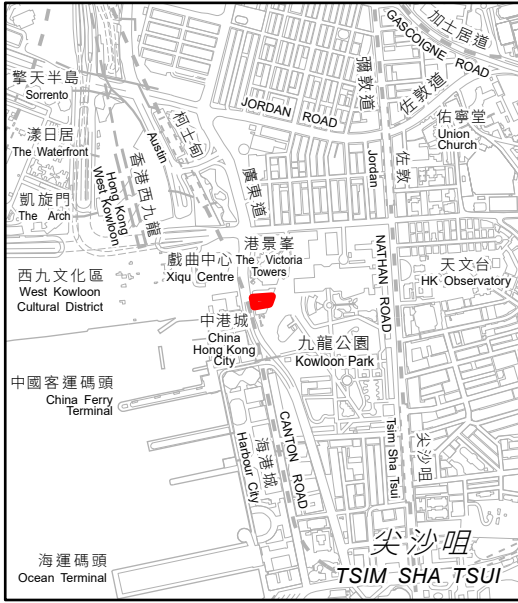 加士居道
GASCOIGNE ROAD
擎天半島
Sorrento
柯士甸
Austin
彌敦道
佐敦道
JORDAN ROAD
漾日居
The Waterfront
佑寧堂
Union
Church
香港西九龍
Hong Kong
West Kowloon
廣東道
Jordan
佐敦
凱旋門
The Arch
港景峯
The Victoria
Towers
戲曲中心
Xiqu Centre
NATHAN ROAD
天文台
HK Observatory
西九文化區
West Kowloon
Cultural District
中港城
China
Hong Kong
City
九龍公園
Kowloon Park
中國客運碼頭
China Ferry
Terminal
海港城
Harbour City
CANTON ROAD
Tsim Sha Tsui
尖沙咀
海運碼頭
Ocean Terminal
尖沙咀
TSIM SHA TSUI